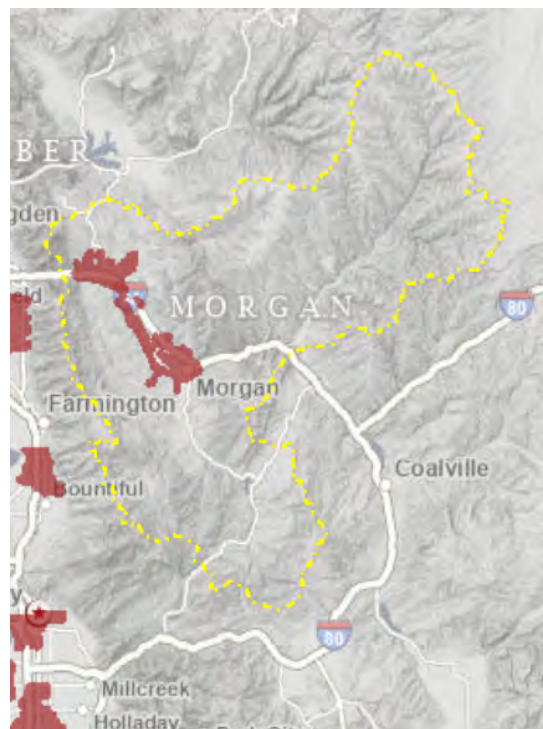 BER
gden
MORGAN
80
eld
Morgan
Farmington
Coalville
Bountiful
y
80
Millcreek
Holladay